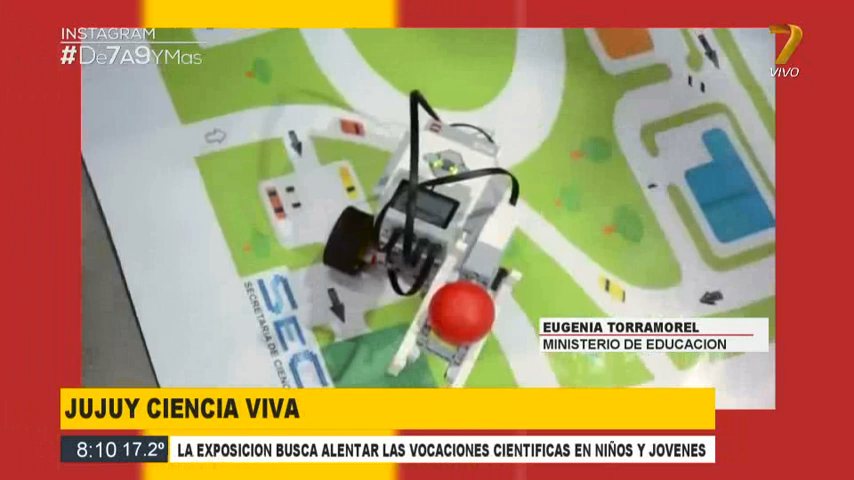 INSTAGRAM
#De7A9YMas
7
VIVO
SEC
SECRETARIA DE CIENC
EUGENIA TORRAMOREL
MINISTERIO DE EDUCACION
JUJUY CIENCIA VIVA
8:10 17.2º
LA EXPOSICION BUSCA ALENTAR LAS VOCACIONES CIENTIFICAS EN NIÑOS Y JOVENES